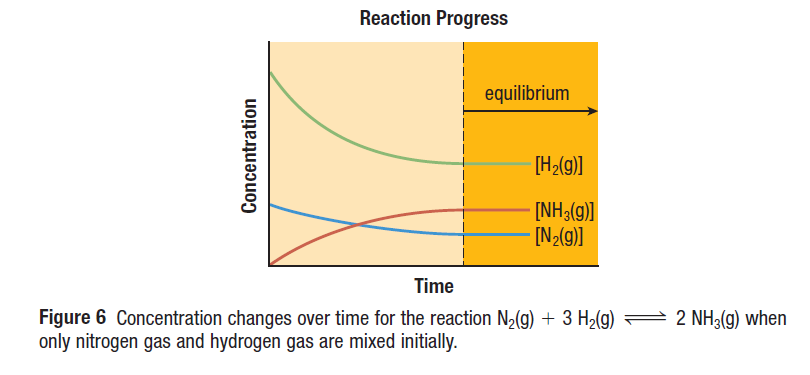 Reaction Progress
equilibrium
Concentration
[H₂(g)]
[NH₃(g)]
[N₂(g)]
Time
Figure 6 Concentration changes over time for the reaction N₂(g) + 3 H₂(g) ⇌ 2 NH₃(g) when
only nitrogen gas and hydrogen gas are mixed initially.